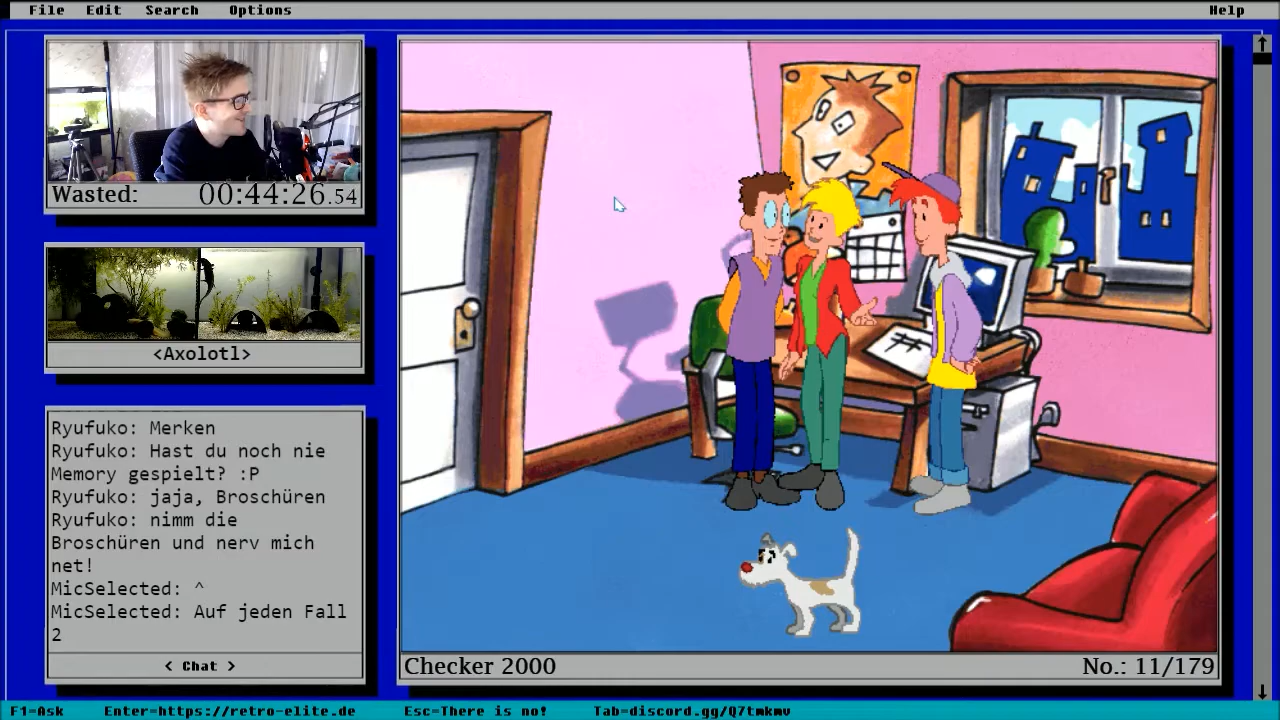 File Edit Search Options Help
Wasted: 00:44:26.54
<Axolotl>
Ryufuko: Merken
Ryufuko: Hast du noch nie
Memory gespielt? :P
Ryufuko: jaja, Broschüren
Ryufuko: nimm die
Broschüren und nerv mich
net!
MicSelected: ^
MicSelected: Auf jeden Fall
2
< Chat >
Checker 2000 No.: 11/179
F1=Ask Enter=https://retro-elite.de Esc=There is no! Tab=discord.gg/Q7tmkmv